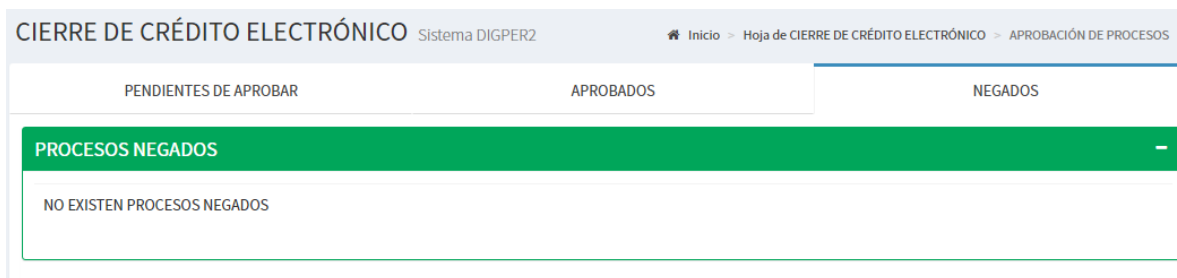 CIERRE DE CRÉDITO ELECTRÓNICO Sistema DIGPER2
Inicio > Hoja de CIERRE DE CRÉDITO ELECTRÓNICO > APROBACIÓN DE PROCESOS
PENDIENTES DE APROBAR
APROBADOS
NEGADOS
PROCESOS NEGADOS
NO EXISTEN PROCESOS NEGADOS